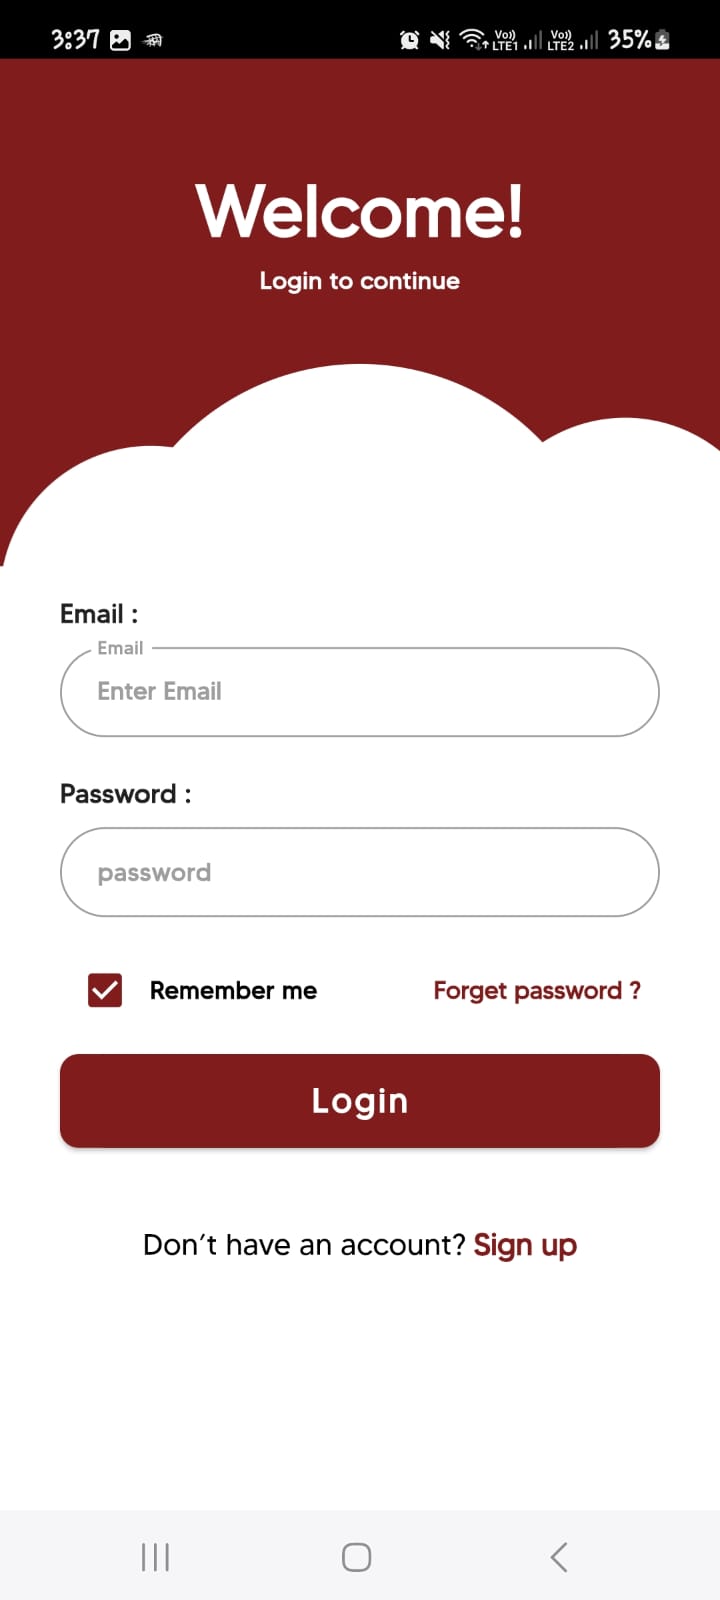 3:37 Vo)) LTE1 Vo)) LTE2 35%
Welcome!
Login to continue
Email :
Email
Enter Email
Password :
password
Remember me Forget password ?
Login
Don't have an account? Sign up